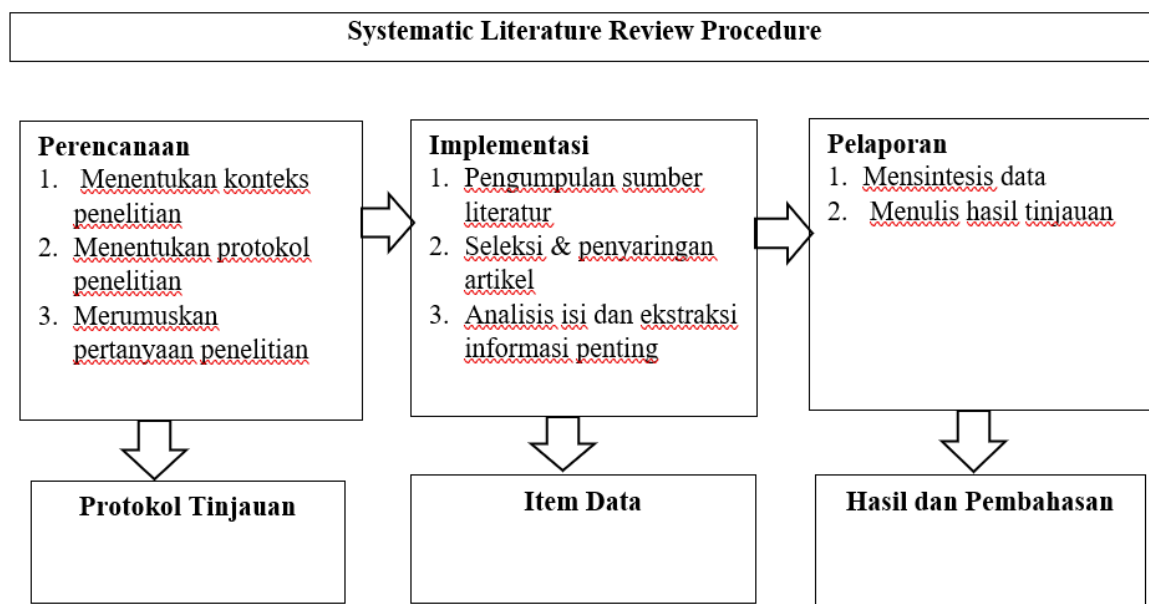 Systematic Literature Review Procedure
Perencanaan
1. Menentukan konteks
penelitian
2. Menentukan protokol
penelitian
3. Merumuskan
pertanyaan penelitian
Implementasi
1. Pengumpulan sumber
literatur
2. Seleksi & penyaringan
artikel
3. Analisis isi dan ekstraksi
informasi penting
Pelaporan
1. Mensintesis data
2. Menulis hasil tinjauan
Protokol Tinjauan
Item Data
Hasil dan Pembahasan